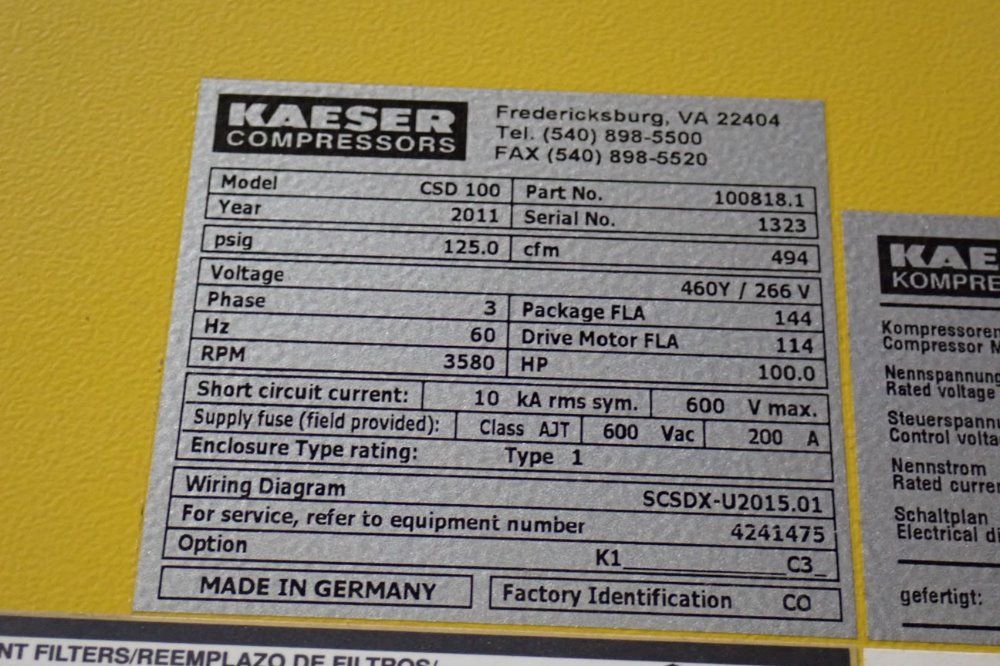 KAESER
COMPRESSORS
Fredericksburg, VA 22404
Tel. (540) 898-5500
FAX (540) 898-5520
Model CSD 100 Part No. 100818.1
Year 2011 Serial No. 1323
psig 125.0 cfm 494
Voltage 460Y / 266 V
Phase 3 Package FLA 144
Hz 60 Drive Motor FLA 114
RPM 3580 HP 100.0
Short circuit current: 10 kA rms sym. 600 V max.
Supply fuse (field provided): Class AJT 600 Vac 200 A
Enclosure Type rating: Type 1
Wiring Diagram SCSDX-U2015.01
For service, refer to equipment number 4241475
Option K1________________C3_
MADE IN GERMANY Factory Identification CO
KAE
KOMPRE
Kompressoren
Compressor M
Nennspannung
Rated voltage
Steuerspannu
Control volta
Nennstrom
Rated curren
Schaltplan
Electrical di
gefertigt:
NT FILTERS/REEMPLAZO DE FILTROS/